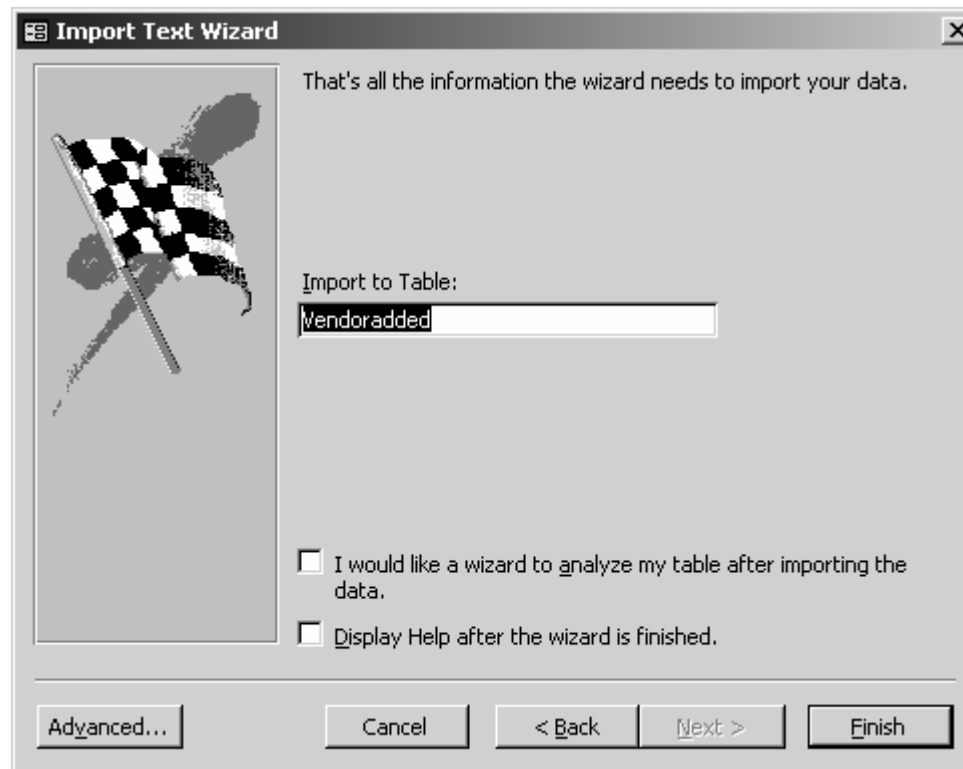 Import Text Wizard
That's all the information the wizard needs to import your data.
Import to Table:
Vendoradded
I would like a wizard to analyze my table after importing the
data.
Display Help after the wizard is finished.
Advanced... Cancel < Back Next > Finish